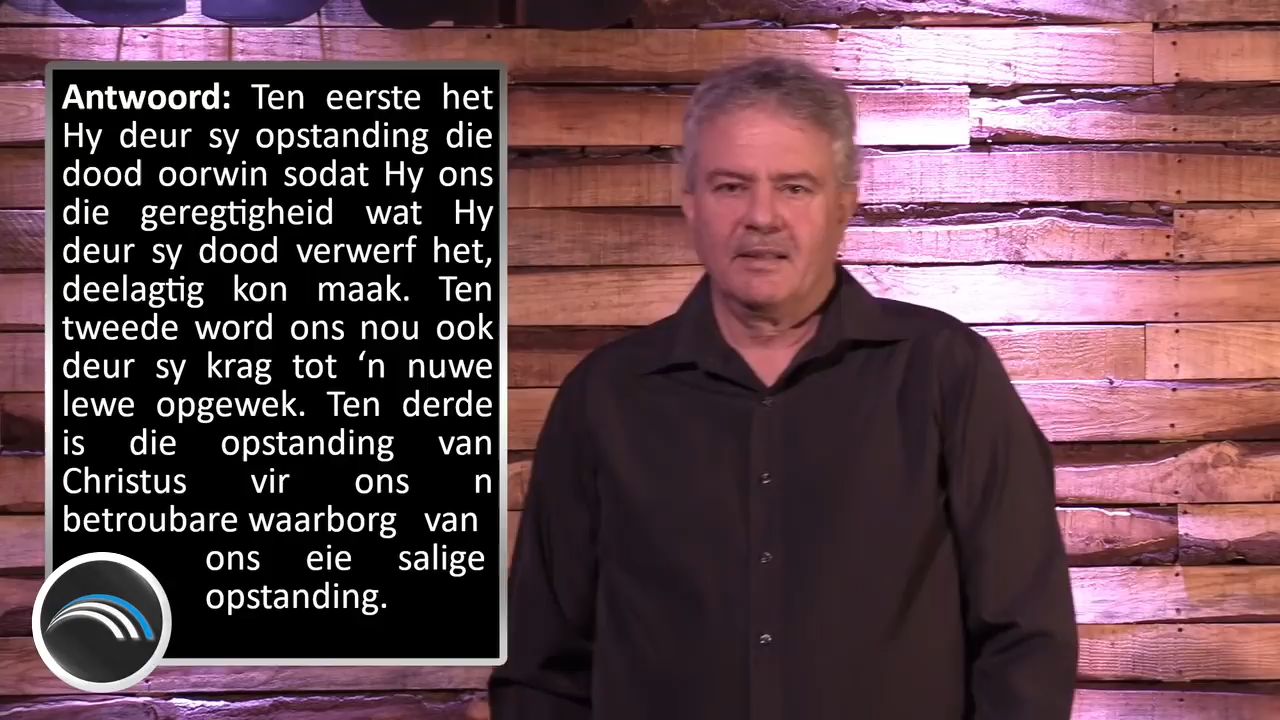 Antwoord: Ten eerste het
Hy deur sy opstanding die
dood oorwin sodat Hy ons
die geregtigheid wat Hy
deur sy dood verwerf het,
deelagtig kon maak. Ten
tweede word ons nou ook
deur sy krag tot ‘n nuwe
lewe opgewek. Ten derde
is die opstanding van
Christus vir ons n
betroubare waarborg van
ons eie salige
opstanding.